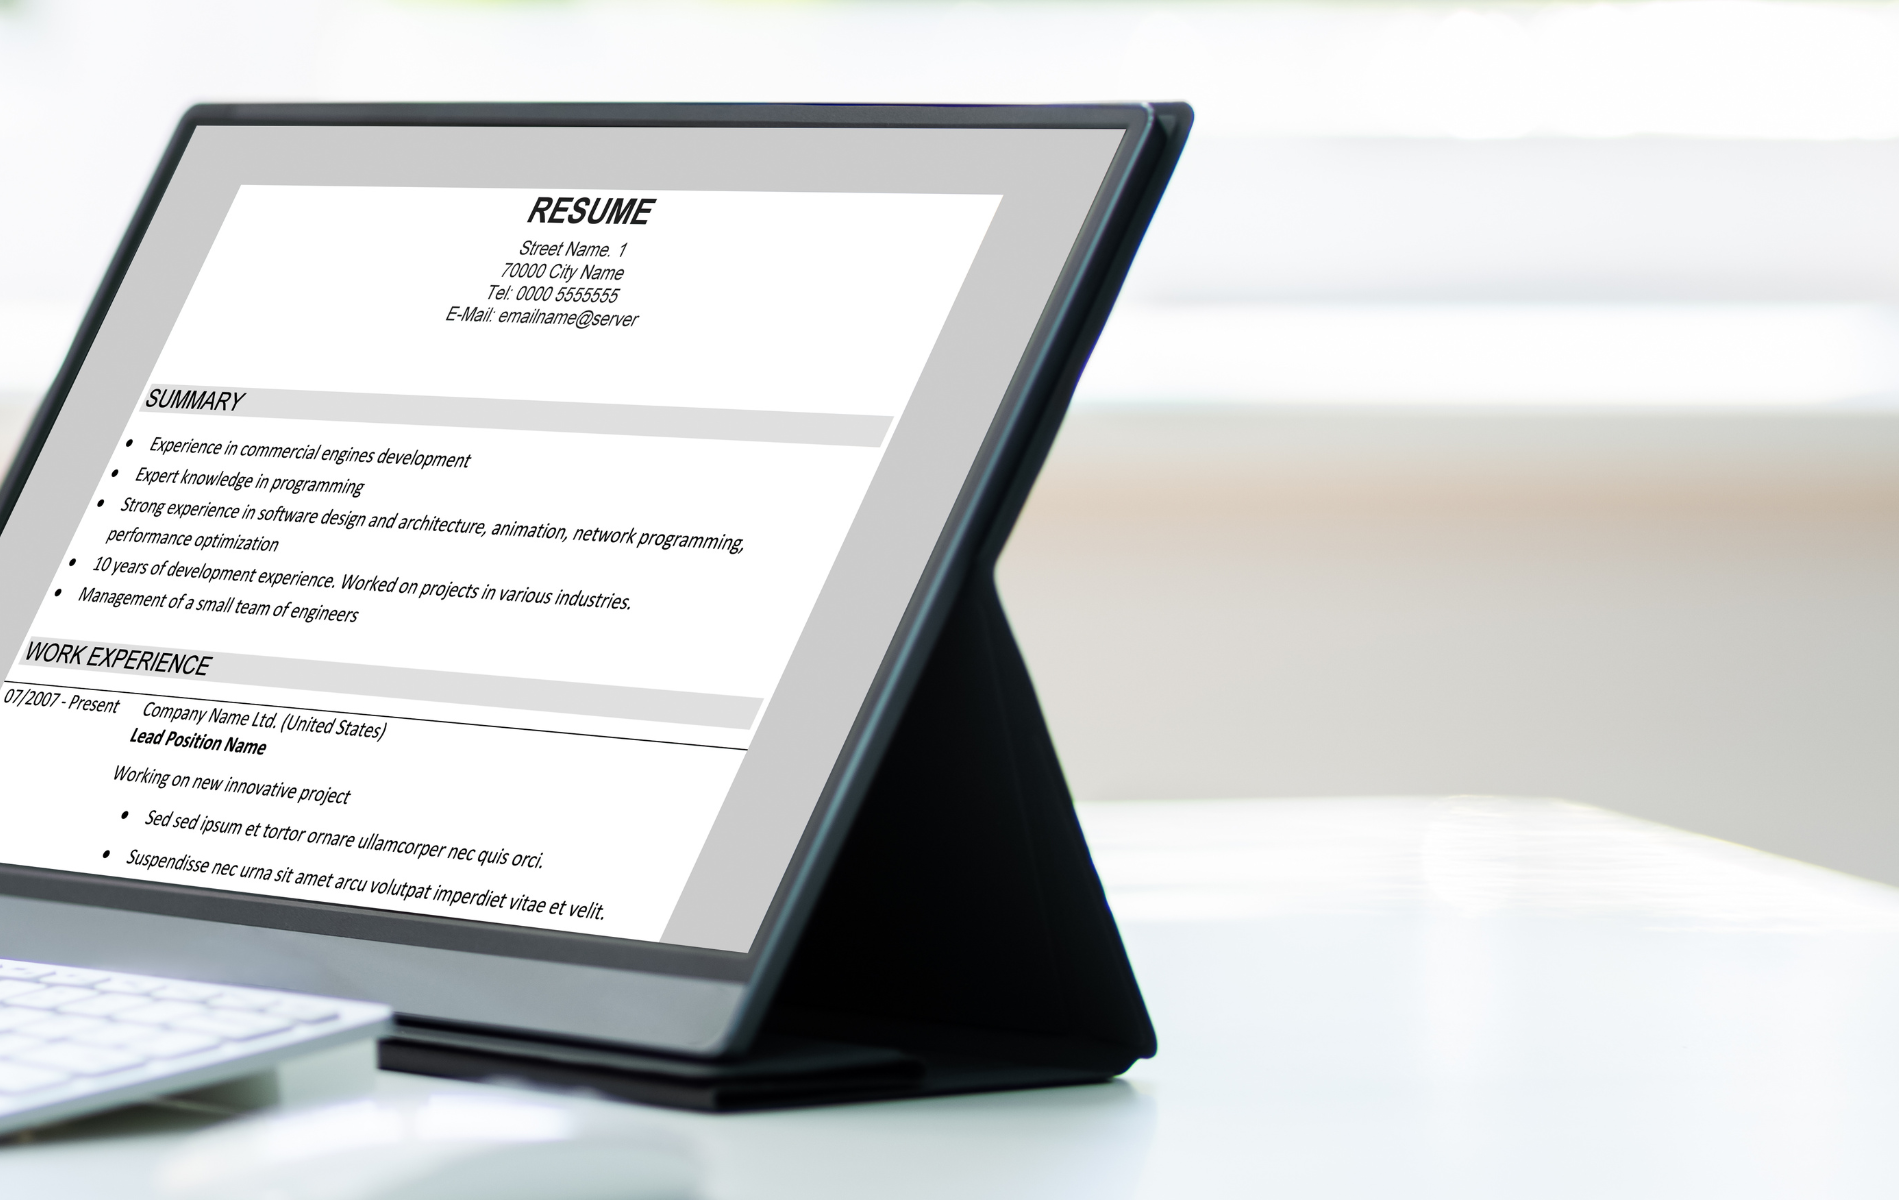 RESUME
Street Name. 1
70000 City Name
Tel: 0000 5555555
E-Mail: emailname@server
SUMMARY
• Experience in commercial engines development
• Expert knowledge in programming
• Strong experience in software design and architecture, animation, network programming,
performance optimization
• 10 years of development experience. Worked on projects in various industries.
• Management of a small team of engineers
WORK EXPERIENCE
07/2007 - Present Company Name Ltd. (United States)
Lead Position Name
Working on new innovative project
• Sed sed ipsum et tortor ornare ullamcorper nec quis orci.
• Suspendisse nec urna sit amet arcu volutpat imperdiet vitae et velit.